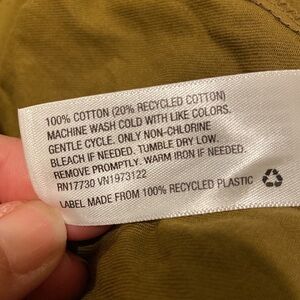 100% COTTON (20% RECYCLED COTTON)
MACHINE WASH COLD WITH LIKE COLORS.
GENTLE CYCLE. ONLY NON-CHLORINE
BLEACH IF NEEDED. TUMBLE DRY LOW.
REMOVE PROMPTLY. WARM IRON IF NEEDED.
RN17730 VN1973122
LABEL MADE FROM 100% RECYCLED PLASTIC